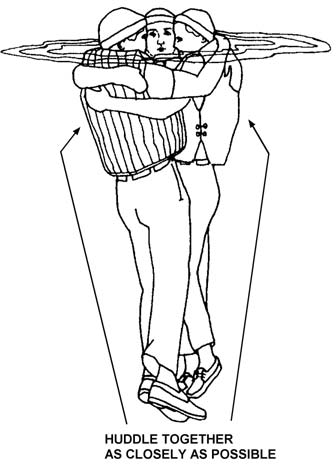 HUDDLE TOGETHER
AS CLOSELY AS POSSIBLE